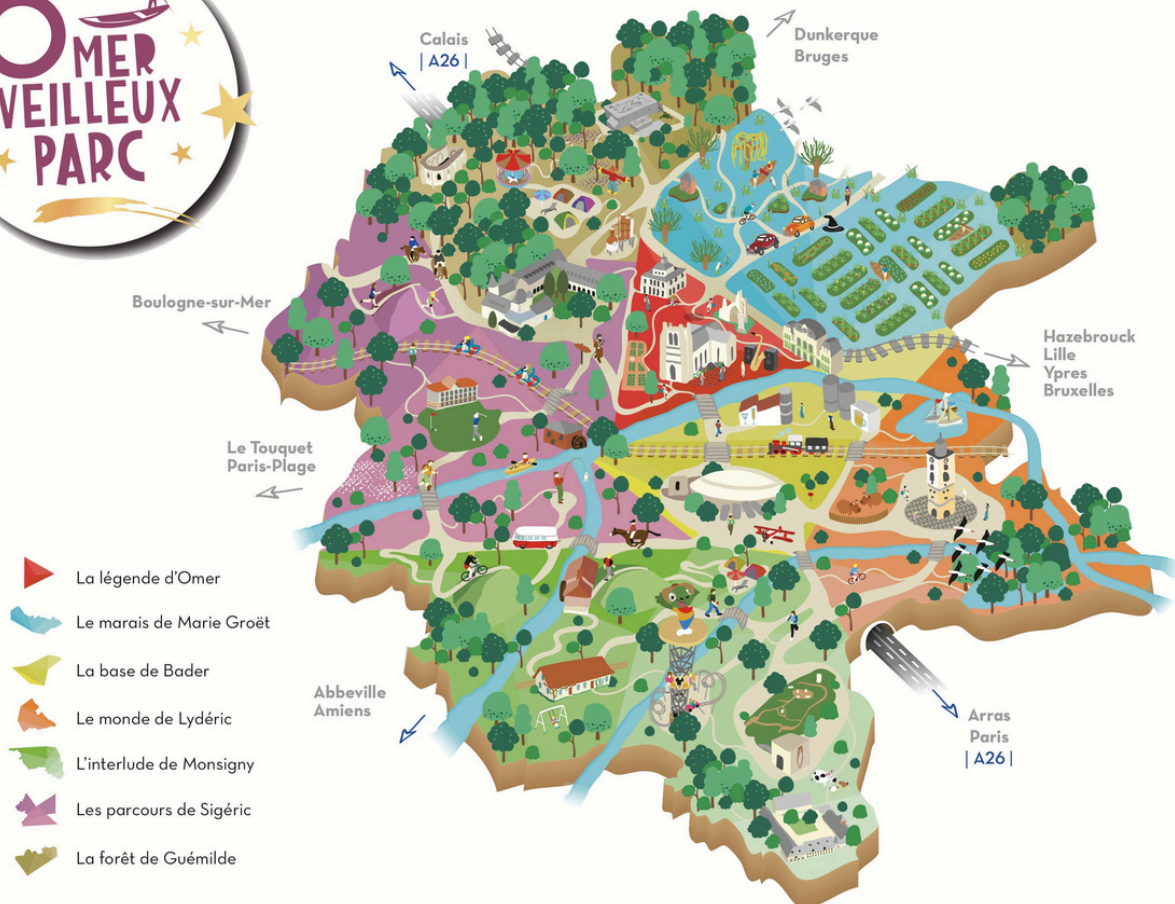 MER
VEILLEUX
PARC
Calais
| A26 |
Dunkerque
Bruges
Boulogne-sur-Mer
Hazebrouck
Lille
Ypres
Bruxelles
Le Touquet
Paris-Plage
La légende d'Omer
Le marais de Marie Groët
La base de Bader
Le monde de Lydéric
L'interlude de Monsigny
Les parcours de Sigéric
La forêt de Guémilde
Abbeville
Amiens
Arras
Paris
| A26 |